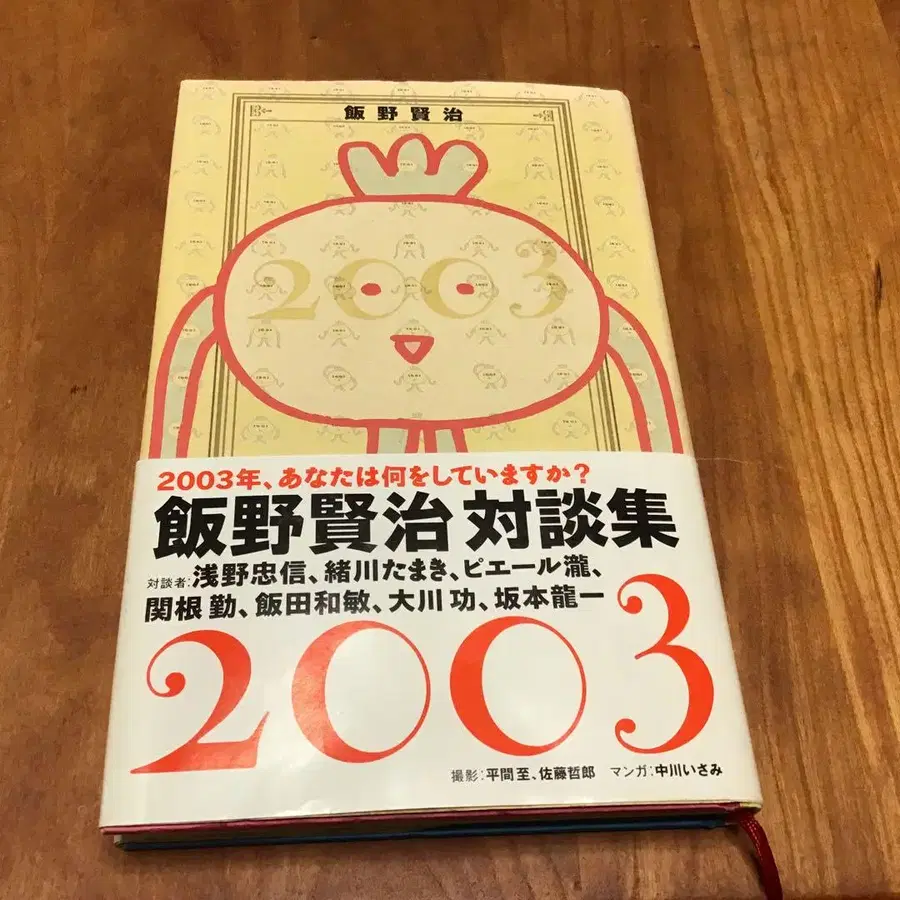 飯野賢治
2003
2003年、あなたは何をしていますか?
飯野賢治 対談集
対談者:浅野忠信、緒川たまき、ピエール瀧、
関根 勤、飯田和敏、大川 功、坂本龍一
2003
撮影:平間至、佐藤哲郎 マンガ:中川いさみ